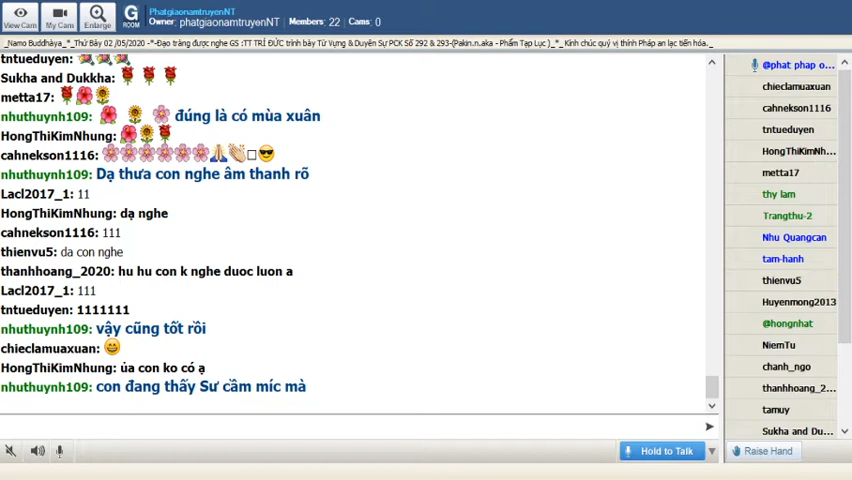 View Cam
My Cam
Enlarge
G
ROOM
PhatgiaonamtruyenNT
Owner: phatgiaonamtruyenNT Members: 22 Cams: 0
_Namo Buddhàya_*_Thứ Bảy 02 /05/2020 -*-Đạo tràng được nghe GS :TT TRÍ ĐỨC trình bày Tứ Vựng & Duyên Sự PCK Số 292 & 293-(Pakin.n.aka - Phẩm Tạp Lục )_*_ Kính chúc quý vị thính Pháp an lạc tiến hóa._
tntueduyen:
Sukha and Dukkha:
metta17:
nhuthuynh109: đúng là có mùa xuân
HongThiKimNhung:
cahnekson1116:
nhuthuynh109: Dạ thưa con nghe âm thanh rõ
Lacl2017_1: 11
HongThiKimNhung: dạ nghe
cahnekson1116: 111
thienvu5: da con nghe
thanhhoang_2020: hu hu con k nghe duoc luon a
Lacl2017_1: 111
tntueduyen: 1111111
nhuthuynh109: vậy cũng tốt rồi
chieclamuaxuan:
HongThiKimNhung: ủa con ko có ạ
nhuthuynh109: con đang thấy Sư cầm míc mà
@phat phap o...
chieclamuaxuan
cahnekson1116
tntueduyen
HongThiKimNh...
metta17
thy lam
Trangthu-2
Nhu Quangcan
tam-hanh
thienvu5
Huyenmong2013
@hongnhat
NiemTu
chanh_ngo
thanhhoang_2...
tamuy
Sukha and Du...
Hold to Talk
Raise Hand